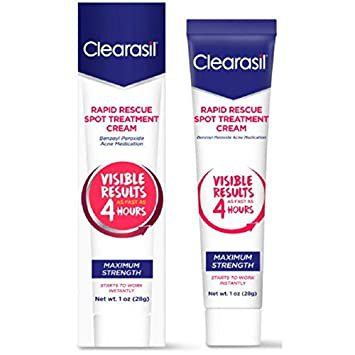 Clearasil®
RAPID RESCUE
SPOT TREATMENT
CREAM
Benzoyl Peroxide
Acne Medication
VISIBLE
RESULTS
AS FAST AS
4 HOURS
MAXIMUM
STRENGTH
STARTS TO WORK
INSTANTLY
Net wt. 1 oz (28g)
Clearasil®
RAPID RESCUE
SPOT TREATMENT
CREAM
Benzoyl Peroxide Acne Medication
VISIBLE
RESULTS
AS FAST AS
4 HOURS
MAXIMUM
STRENGTH
STARTS TO WORK
INSTANTLY
Net wt. 1 oz (28g)